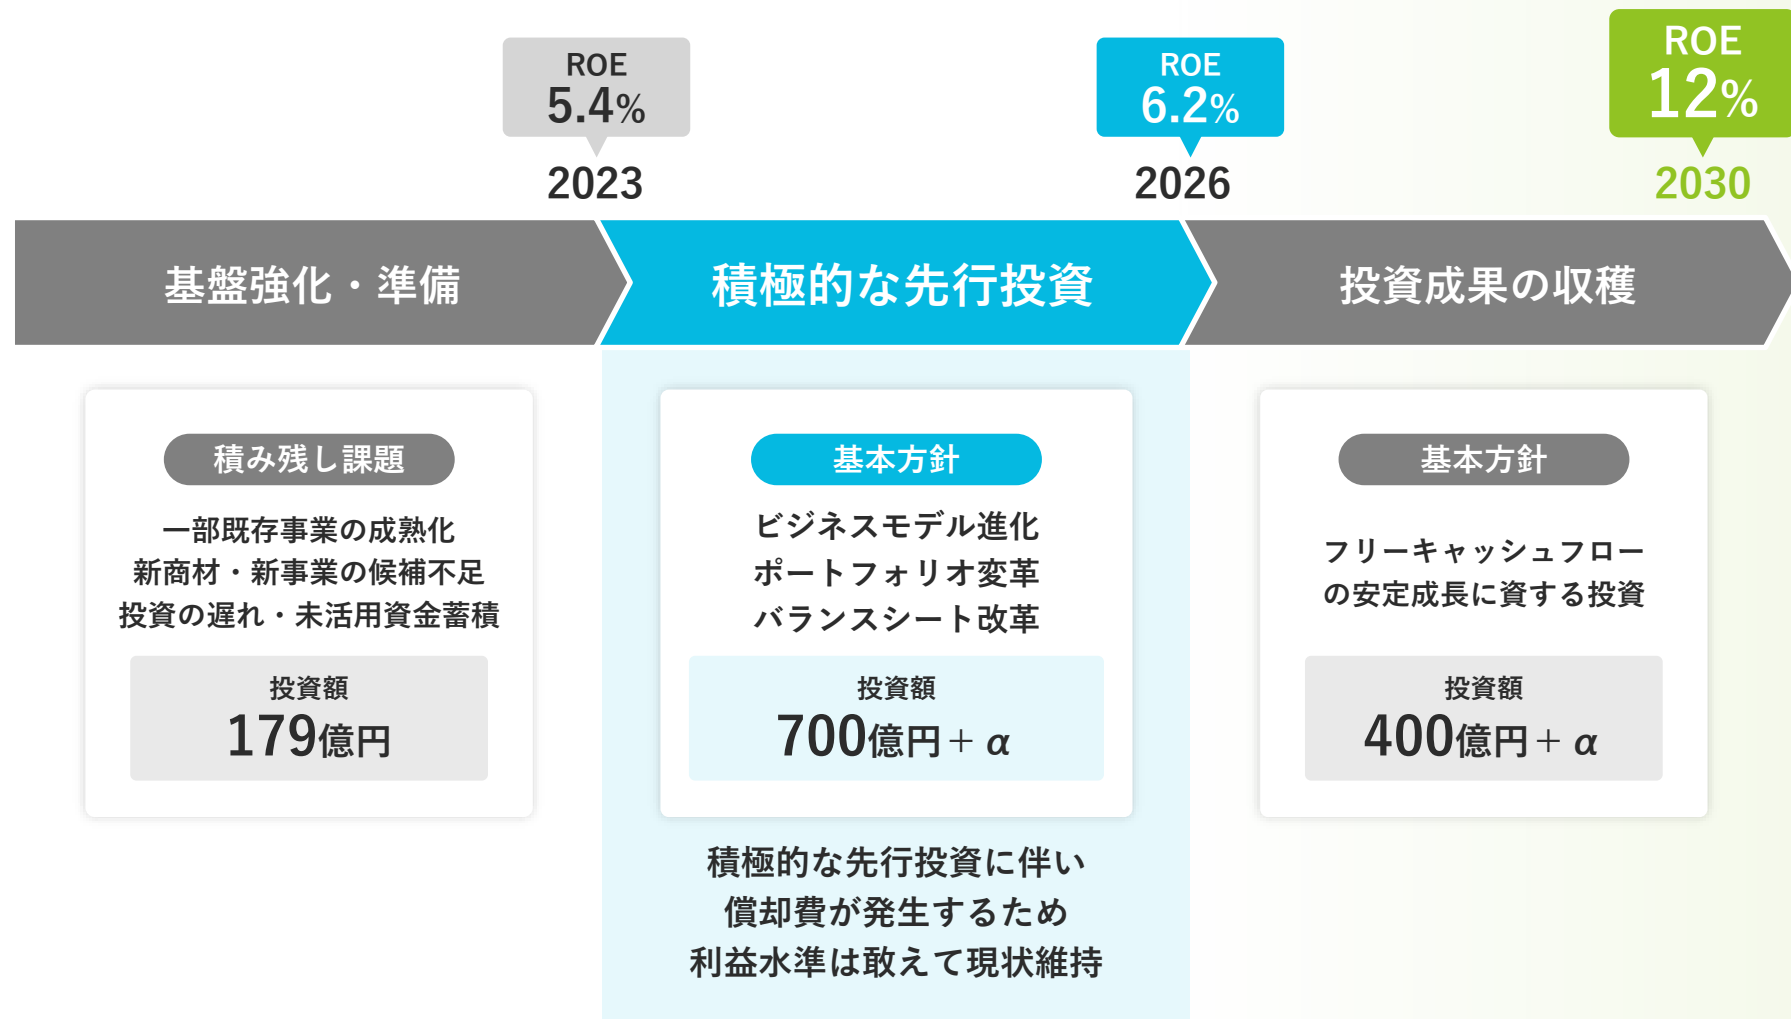 ROE
5.4%
2023
ROE
6.2%
2026
ROE
12%
2030
基盤強化・準備
積極的な先行投資
投資成果の収穫
積み残し課題
一部既存事業の成熟化
新商材・新事業の候補不足
投資の遅れ・未活用資金蓄積
投資額
179億円
基本方針
ビジネスモデル進化
ポートフォリオ変革
バランスシート改革
投資額
700億円＋α
積極的な先行投資に伴い
償却費が発生するため
利益水準は敢えて現状維持
基本方針
フリーキャッシュフロー
の安定成長に資する投資
投資額
400億円＋α